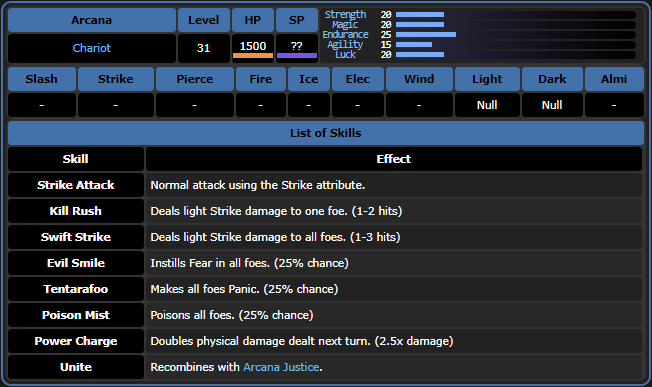 Arcana Level HP SP
Chariot 31 1500 ??
Strength 20
Magic 20
Endurance 25
Agility 15
Luck 20
Slash Strike Pierce Fire Ice Elec Wind Light Dark Almi
- - - - - - - Null Null -
List of Skills
Skill Effect
Strike Attack Normal attack using the Strike attribute.
Kill Rush Deals light Strike damage to one foe. (1-2 hits)
Swift Strike Deals light Strike damage to all foes. (1-3 hits)
Evil Smile Instills Fear in all foes. (25% chance)
Tentarafoo Makes all foes Panic. (25% chance)
Poison Mist Poisons all foes. (25% chance)
Power Charge Doubles physical damage dealt next turn. (2.5x damage)
Unite Recombines with Arcana Justice.